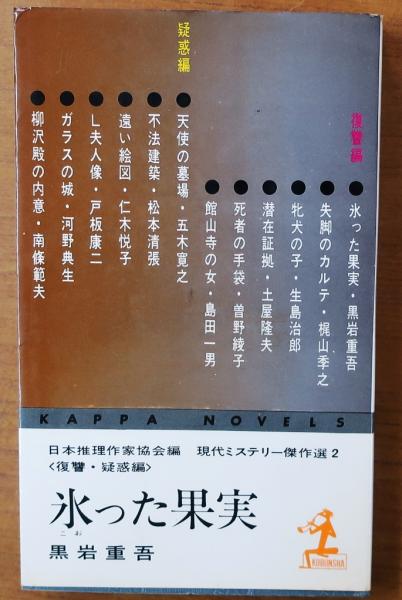 復讐編
●氷った果実・黒岩重吾
●失脚のカルテ・梶山季之
●牝犬の子・生島治郎
●潜在証拠・土屋隆夫
●死者の手袋・曽野綾子
●館山寺の女・島田一男
疑惑編
●天使の墓場・五木寛之
●不法建築・松本清張
●遠い絵図・仁木悦子
●L夫人像・戸板康二
●ガラスの城・河野典生
●柳沢殿の内意・南條範夫
KAPPA NOVELS
日本推理作家協会編 現代ミステリー傑作選2
〈復讐・疑惑編〉
氷った果実
こお
黒岩重吾
KOBUNSHA